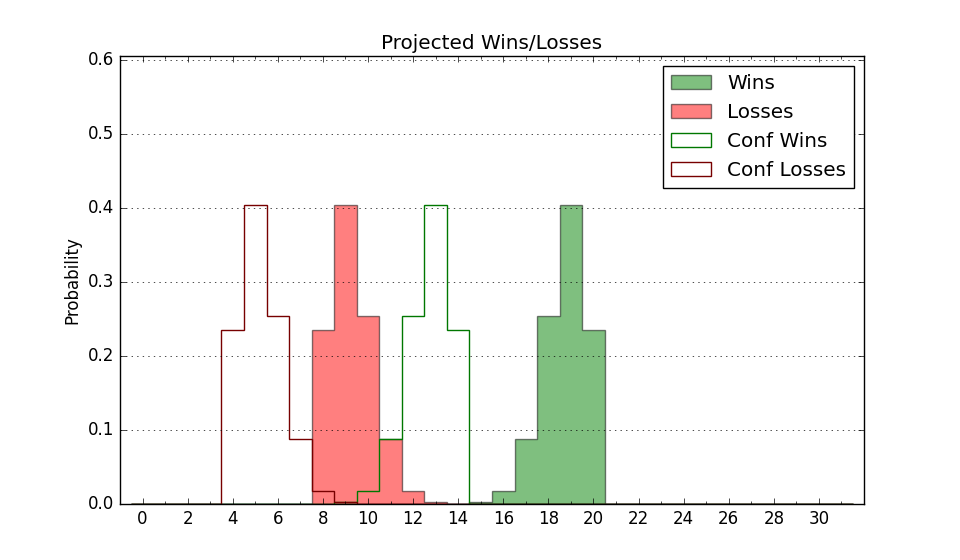 Projected Wins/Losses
Wins
Losses
Conf Wins
Conf Losses
Probability
0.6
0.5
0.4
0.3
0.2
0.1
0.0
0 2 4 6 8 10 12 14 16 18 20 22 24 26 28 30